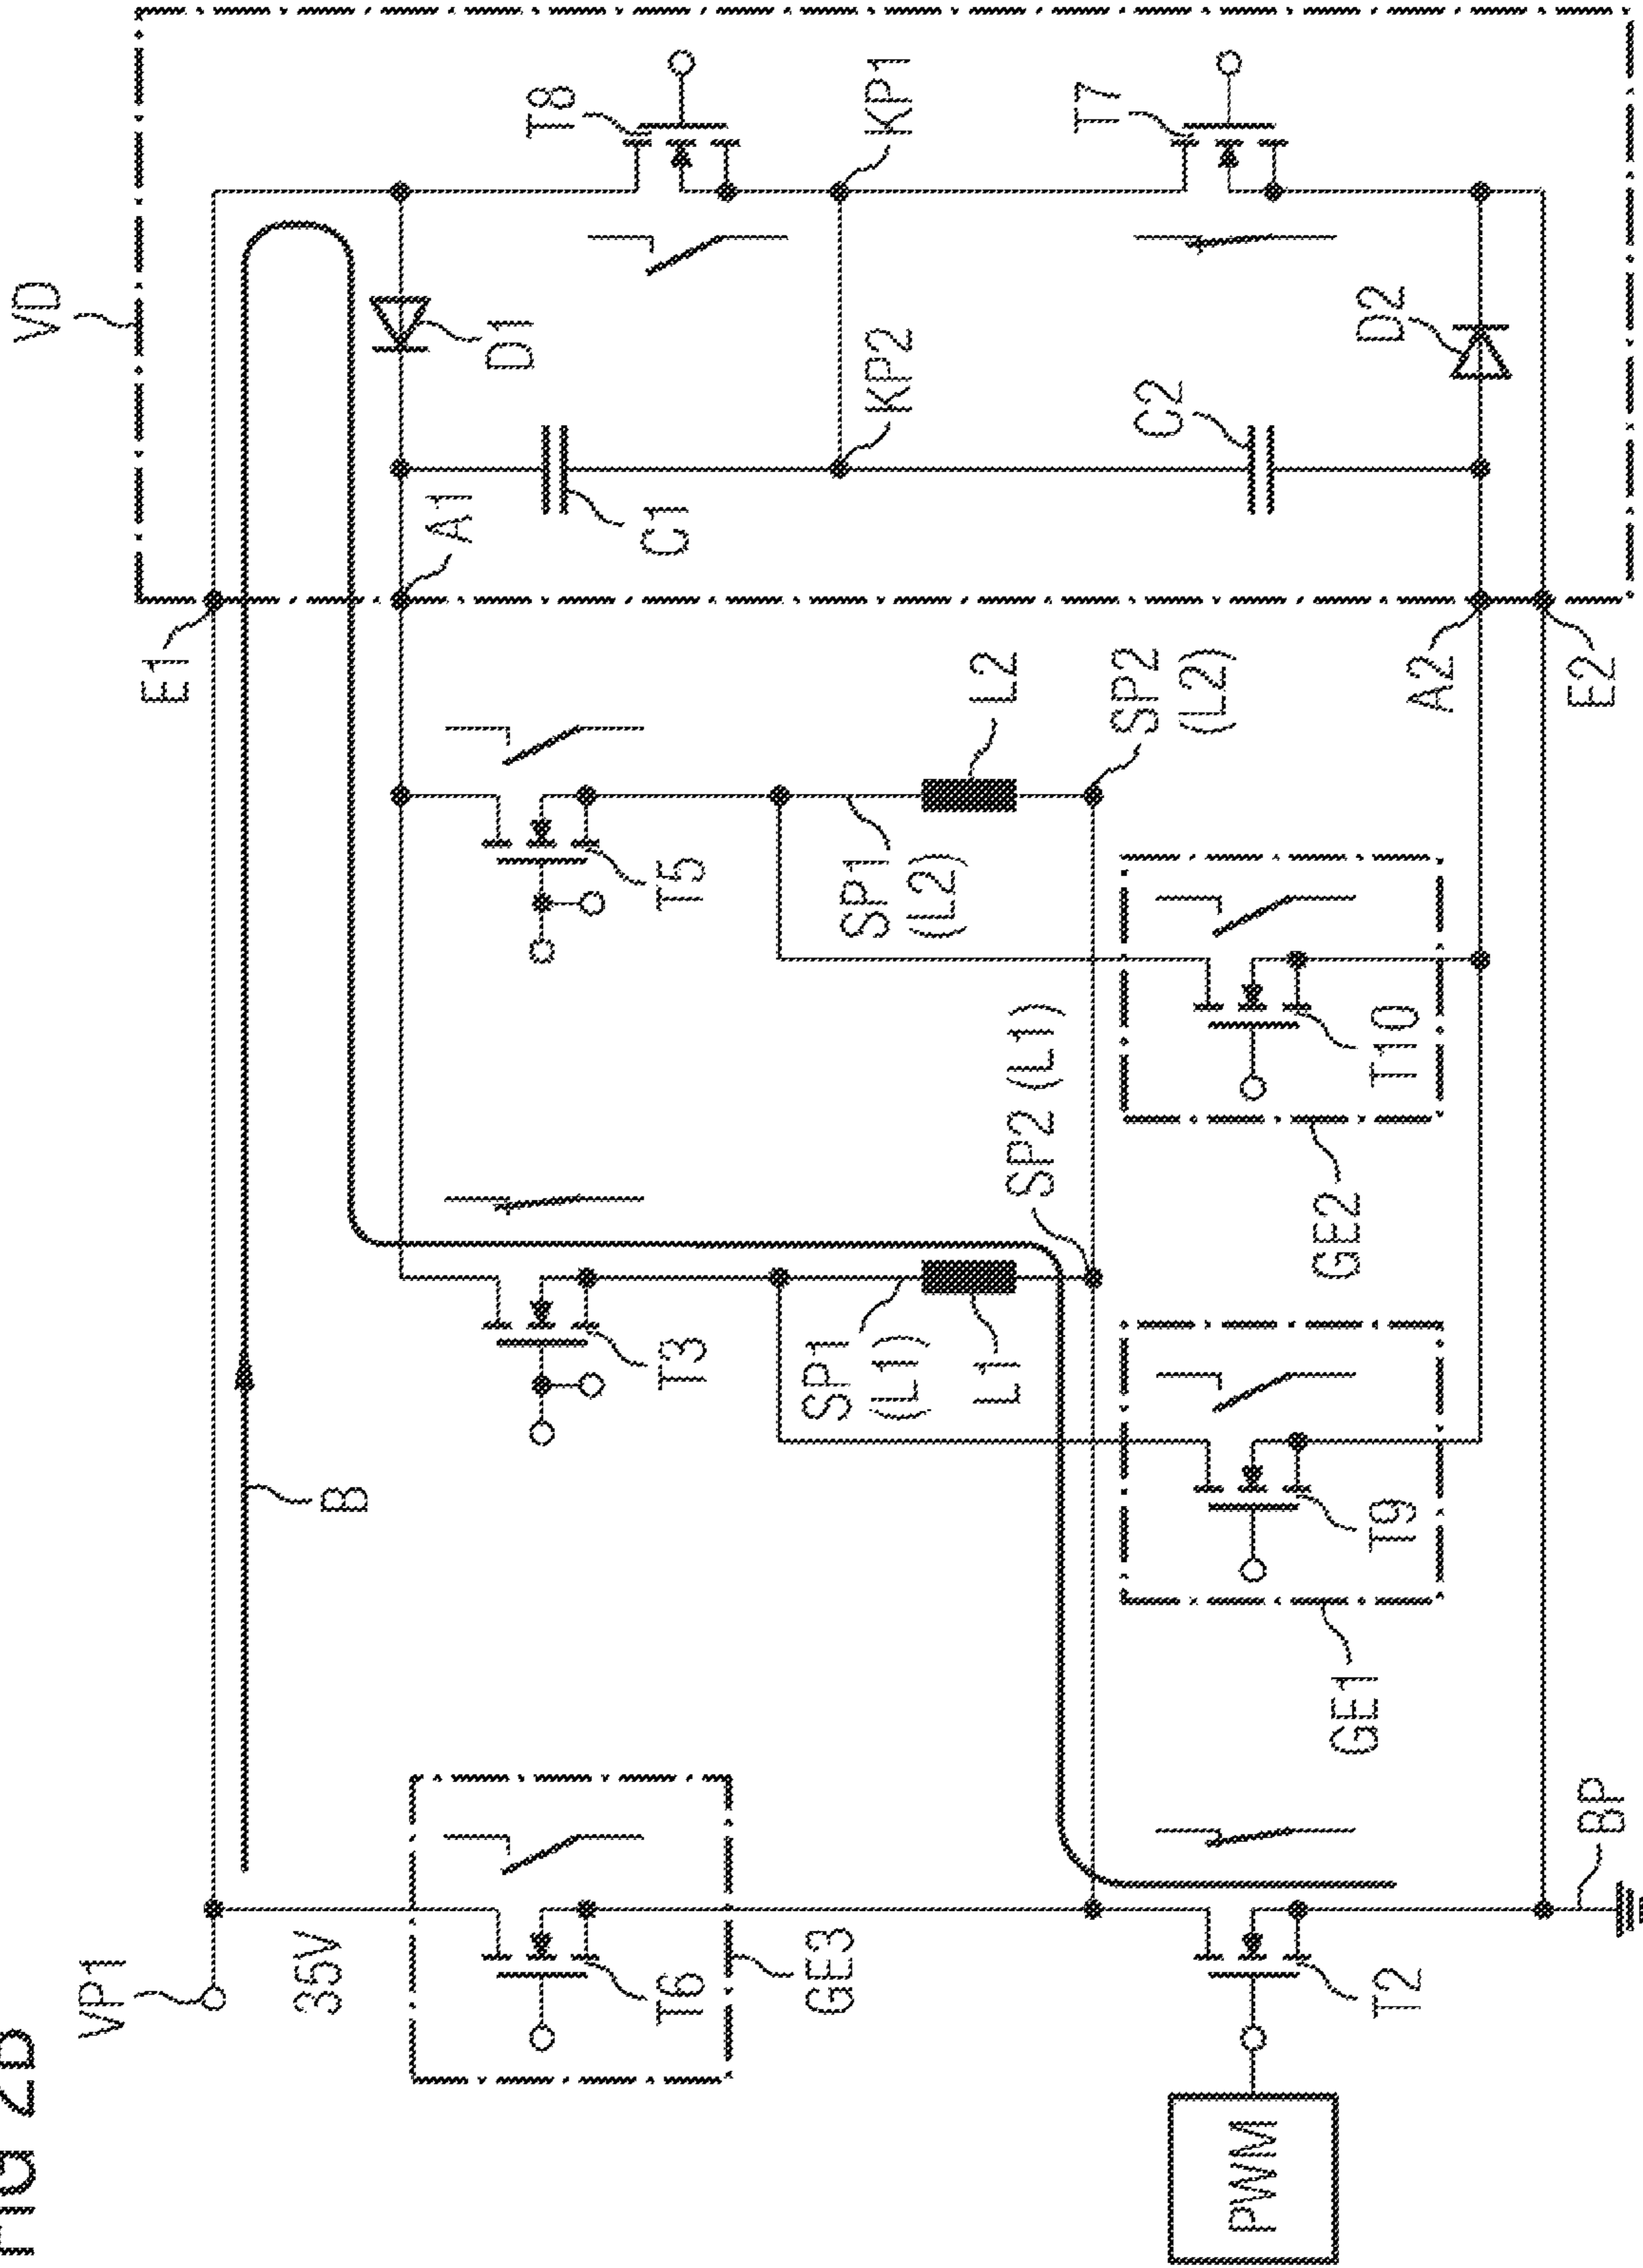 FIG 2B
VP1
35V
B
E1
VD
A1
D1
T8
C1
KP2
KP1
T7
T6
GE3
T3
T5
SP1
(L1)
L1
SP1
(L2)
L2
SP2 (L1)
SP2
(L2)
C2
D2
PWM
T2
GE1
T9
GE2
T10
A2
E2
BP